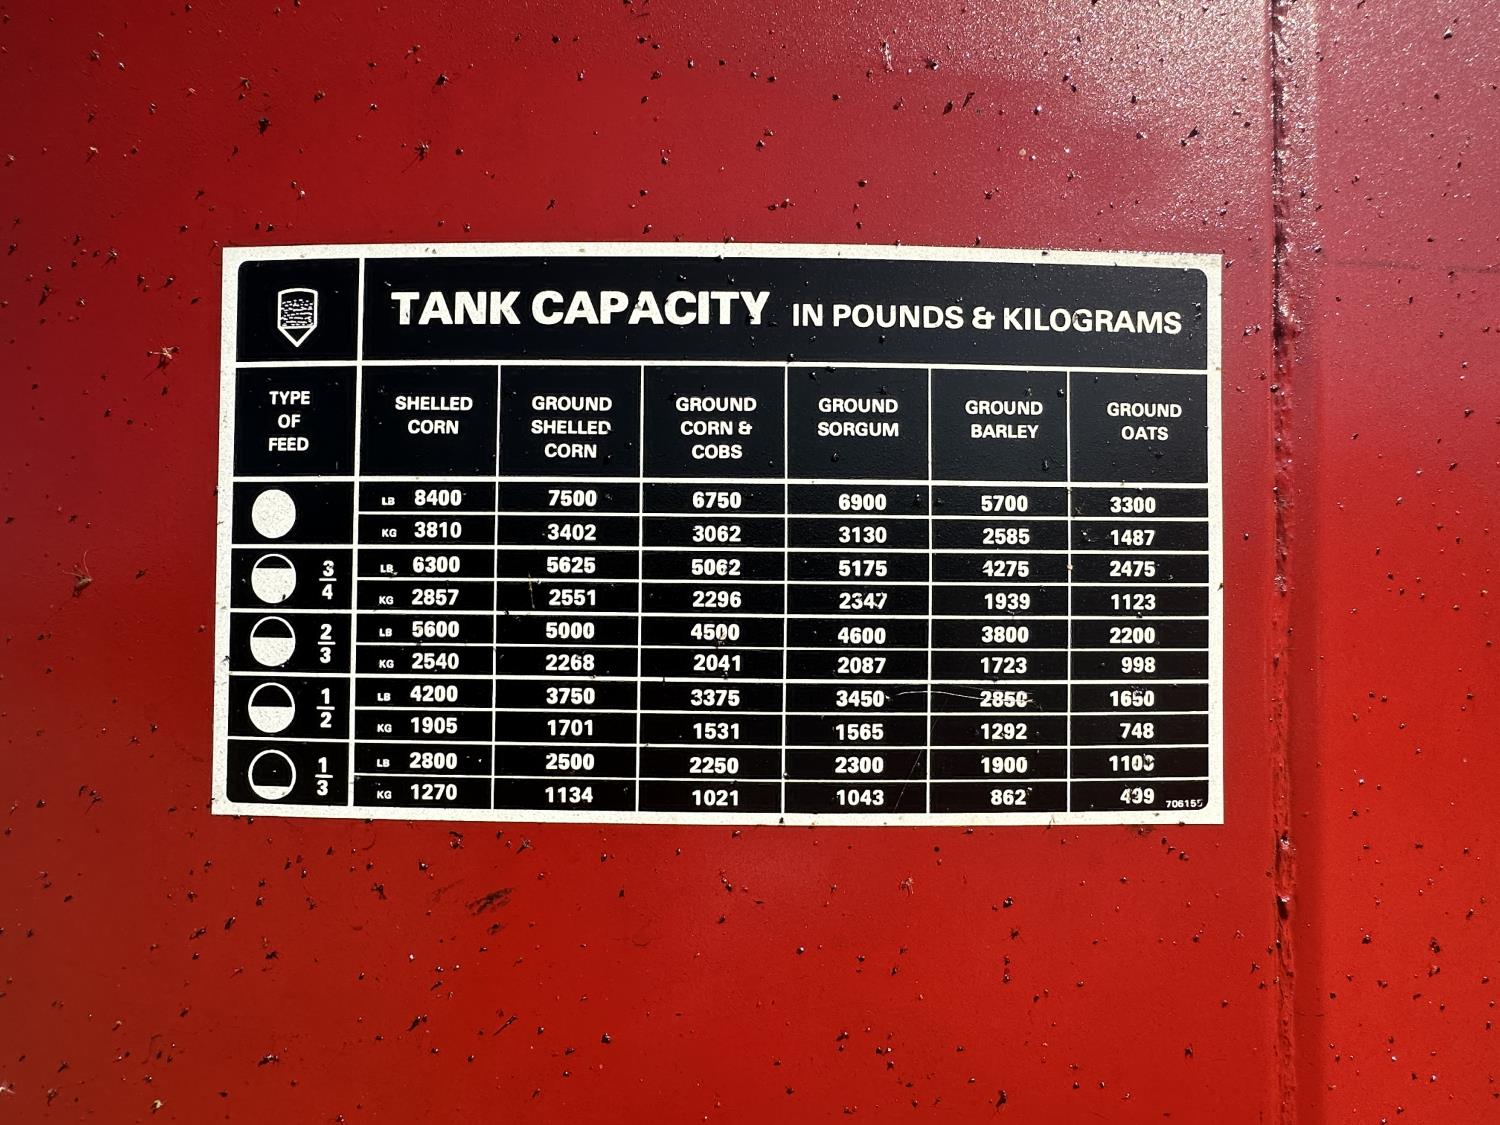 TANK CAPACITY IN POUNDS & KILOGRAMS
TYPE OF FEED SHELLED CORN GROUND SHELLED CORN GROUND CORN & COBS GROUND SORGUM GROUND BARLEY GROUND OATS
LB 8400 7500 6750 6900 5700 3300
KG 3810 3402 3062 3130 2585 1487
3/4 LB 6300 5625 5062 5175 4275 2475
KG 2857 2551 2296 2347 1939 1123
2/3 LB 5600 5000 4500 4600 3800 2200
KG 2540 2268 2041 2087 1723 998
1/2 LB 4200 3750 3375 3450 2850 1650
KG 1905 1701 1531 1565 1292 748
1/3 LB 2800 2500 2250 2300 1900 1100
KG 1270 1134 1021 1043 862 499